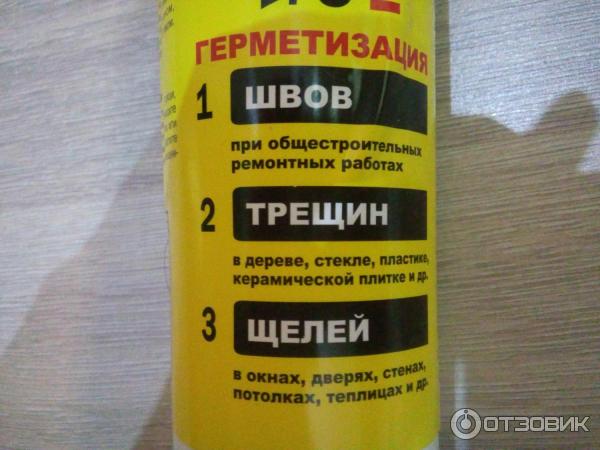 ГЕРМЕТИЗАЦИЯ
1 ШВОВ
при общестроительных
ремонтных работах
2 ТРЕЩИН
в дереве, стекле, пластике,
керамической плитке и др.
3 ЩЕЛЕЙ
в окнах, дверях, стенах,
потолках, теплицах и др.
ОТЗОВИК